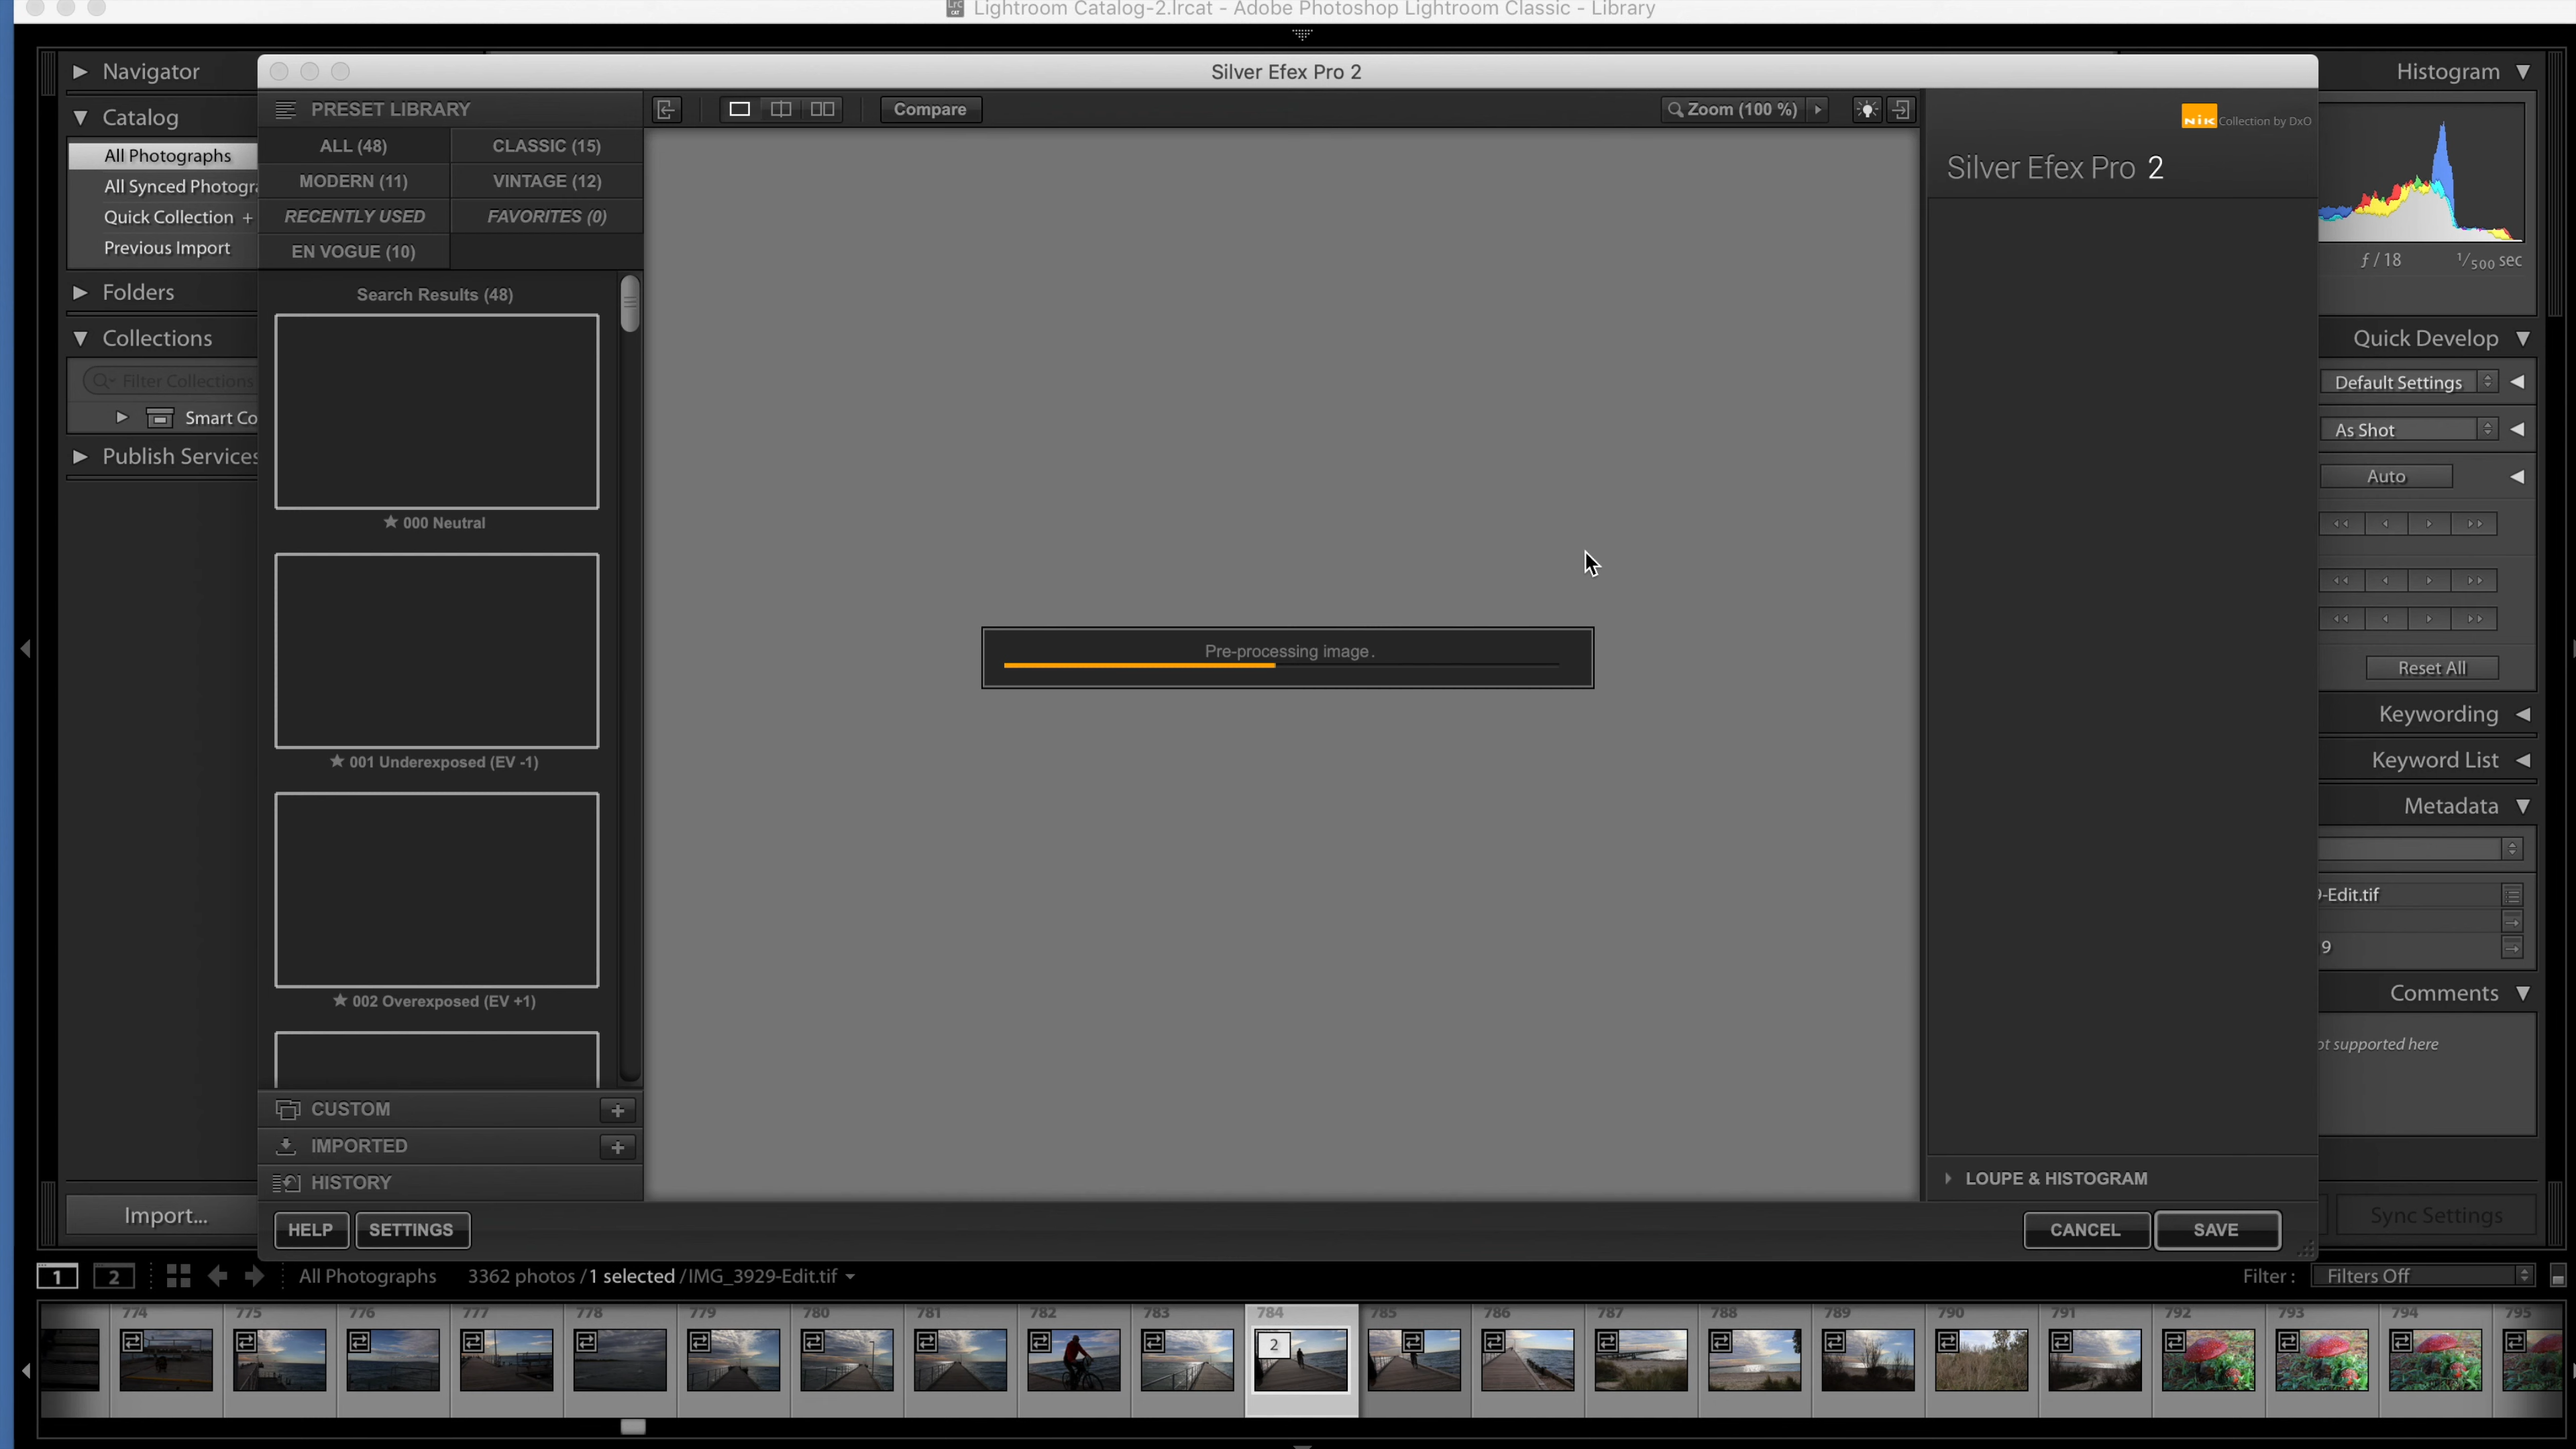 Lightroom Catalog-2.lrcat - Adobe Photoshop Lightroom Classic - Library
Navigator
Catalog
All Photographs
All Synced Photogra
Quick Collection +
Previous Import
Folders
Collections
Filter Collections
Smart Co
Publish Services
Import...
Silver Efex Pro 2
PRESET LIBRARY
ALL (48)
CLASSIC (15)
MODERN (11)
VINTAGE (12)
RECENTLY USED
FAVORITES (0)
EN VOGUE (10)
Search Results (48)
★ 000 Neutral
★ 001 Underexposed (EV -1)
★ 002 Overexposed (EV +1)
CUSTOM
IMPORTED
HISTORY
HELP
SETTINGS
Compare
Zoom (100 %)
Pre-processing image.
Nik Collection by DxO
Silver Efex Pro 2
LOUPE & HISTOGRAM
CANCEL
SAVE
Histogram
ƒ / 18
1/500 sec
Quick Develop
Default Settings
As Shot
Auto
Reset All
Keywording
Keyword List
Metadata
9-Edit.tif
9
Comments
ot supported here
Sync Settings
1
2
All Photographs
3362 photos / 1 selected / IMG_3929-Edit.tif
Filter :
Filters Off
774
775
776
777
778
779
780
781
782
783
784
785
786
787
788
789
790
791
792
793
794
795
2